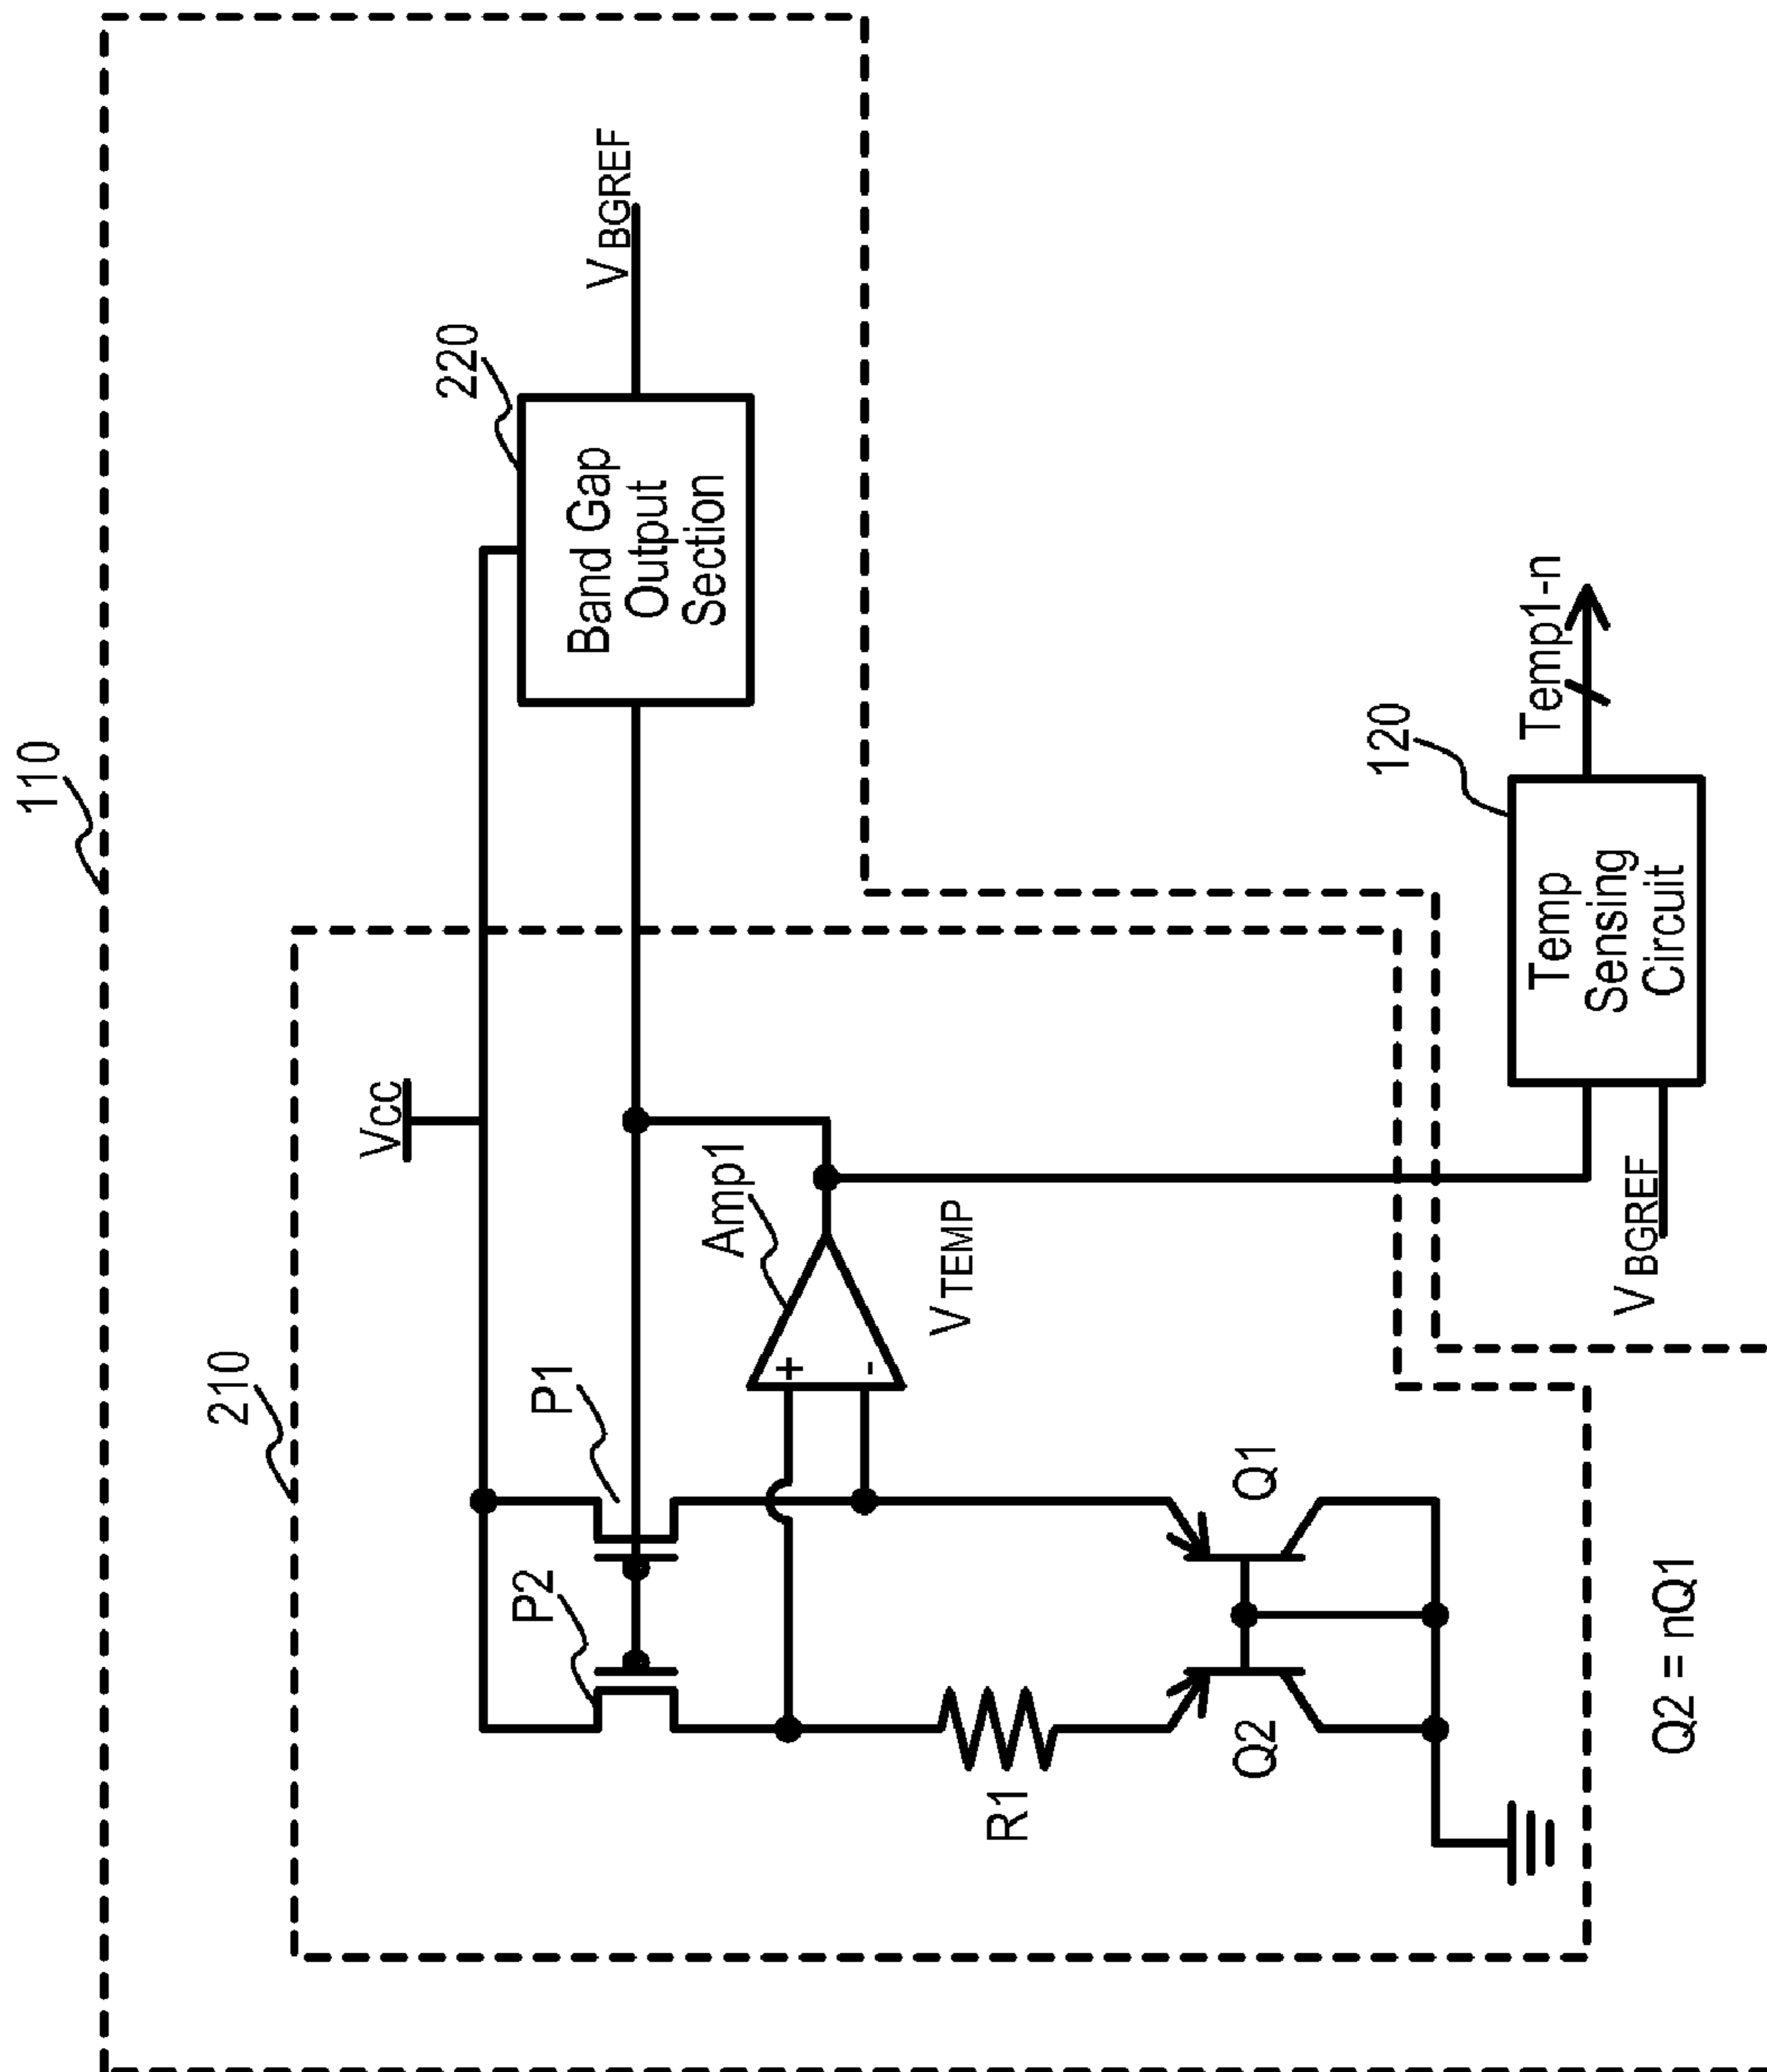 110
210
220
Vcc
P2
P1
Band Gap
Output
Section
VBGREF
Amp1
+
-
VTEMP
R1
Q2
Q1
120
Temp
Sensing
Circuit
Temp1-n
VBGREF
Q2 = nQ1